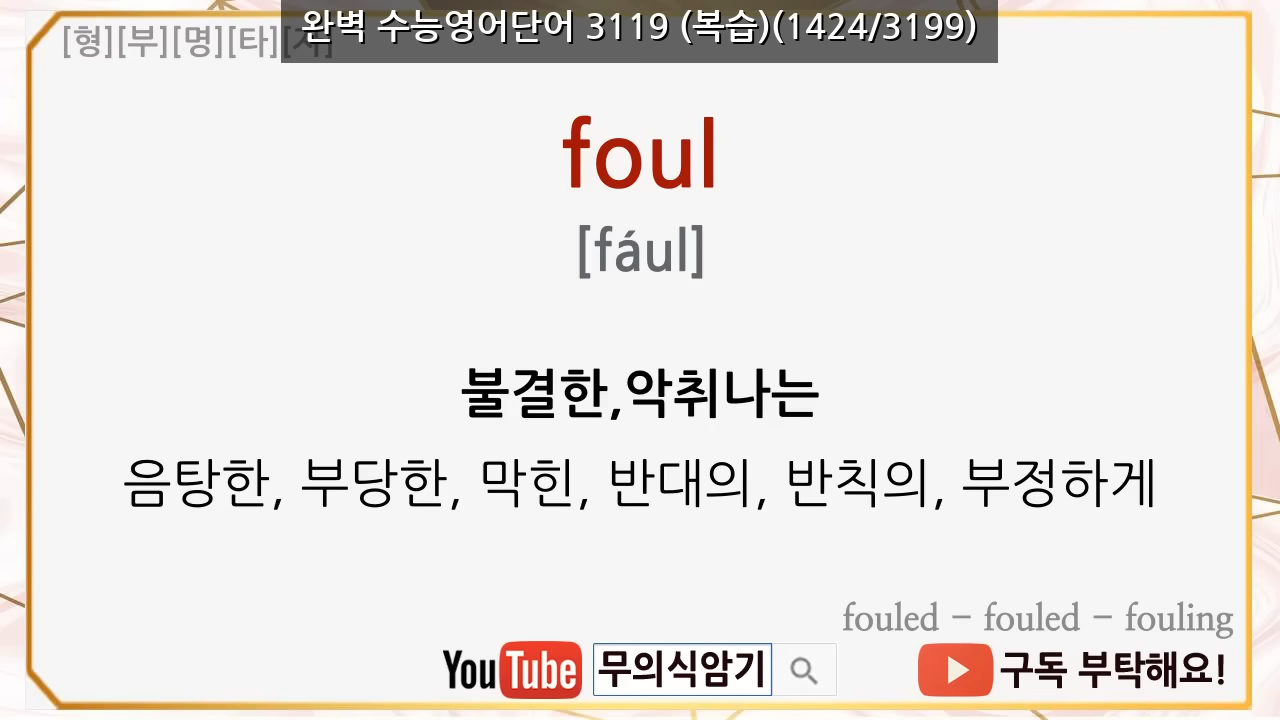 완벽 수능영어단어 3119 (복습)(1424/3199)
[형][부][명][타][자]
foul
[fául]
불결한,악취나는
음탕한, 부당한, 막힌, 반대의, 반칙의, 부정하게
fouled - fouled - fouling
YouTube 무의식암기 구독 부탁해요!